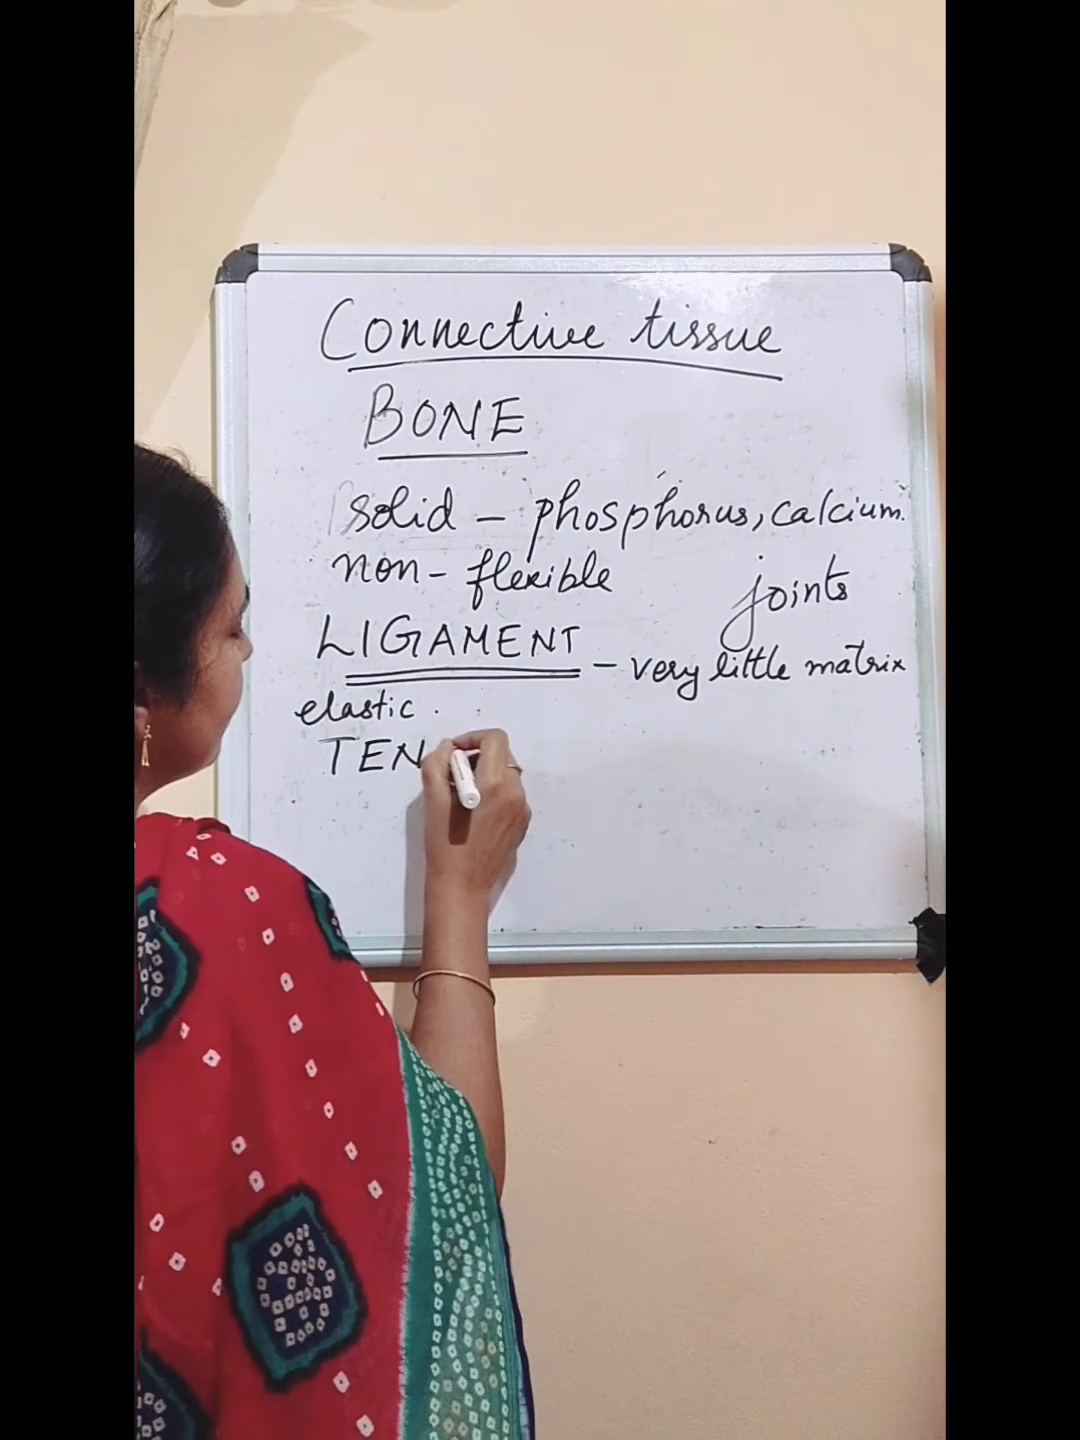 Connective tissue
BONE
solid - phosphorus, calcium.
non-flexible
joints
LIGAMENT - very little matrix
elastic.
TEN